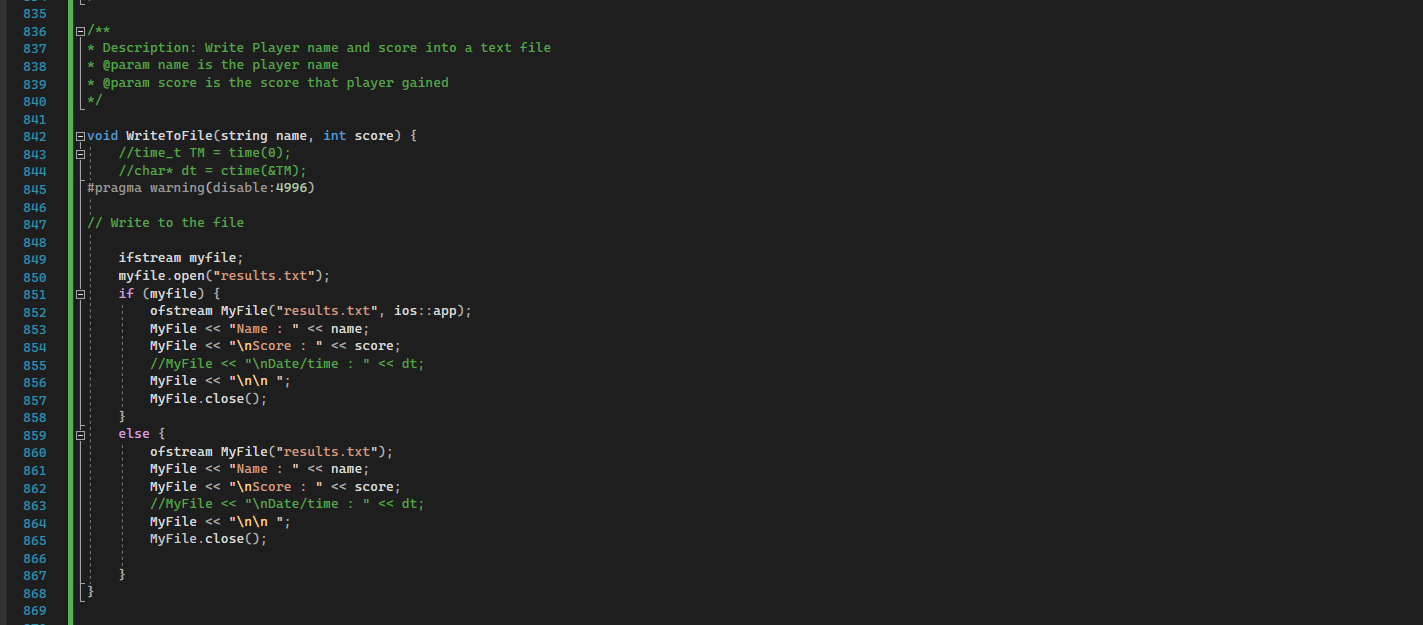 835
836 /**
837 * Description: Write Player name and score into a text file
838 * @param name is the player name
839 * @param score is the score that player gained
840 */
841
842 void WriteToFile(string name, int score) {
843     //time_t TM = time(0);
844     //char* dt = ctime(&TM);
845 #pragma warning(disable:4996)
846
847 // Write to the file
848
849     ifstream myfile;
850     myfile.open("results.txt");
851     if (myfile) {
852         ofstream MyFile("results.txt", ios::app);
853         MyFile << "Name : " << name;
854         MyFile << "\nScore : " << score;
855         //MyFile << "\nDate/time : " << dt;
856         MyFile << "\n\n ";
857         MyFile.close();
858     }
859     else {
860         ofstream MyFile("results.txt");
861         MyFile << "Name : " << name;
862         MyFile << "\nScore : " << score;
863         //MyFile << "\nDate/time : " << dt;
864         MyFile << "\n\n ";
865         MyFile.close();
866
867     }
868 }
869